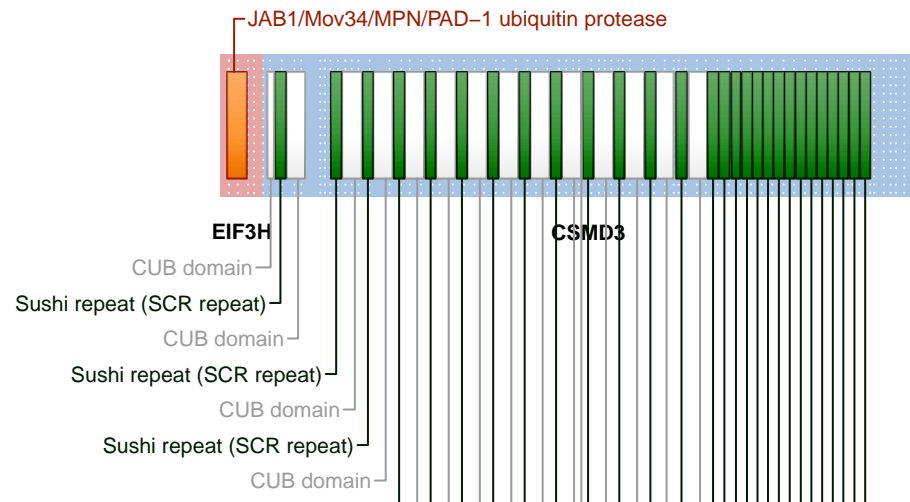 JAB1/Mov34/MPN/PAD−1 ubiquitin protease
EIF3H
CSMD3
CUB domain
Sushi repeat (SCR repeat)
CUB domain
Sushi repeat (SCR repeat)
CUB domain
Sushi repeat (SCR repeat)
CUB domain